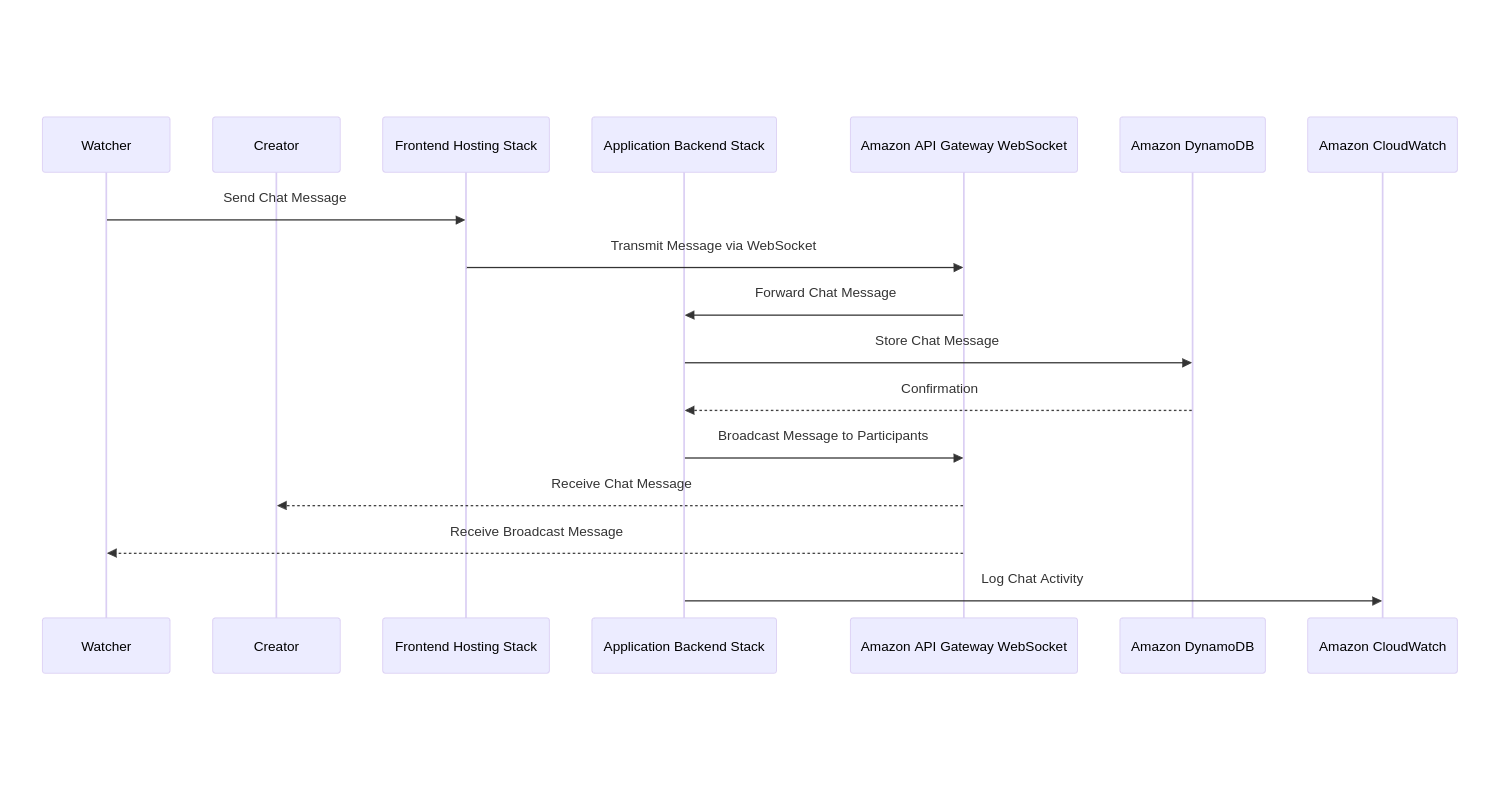 Watcher
Creator
Frontend Hosting Stack
Application Backend Stack
Amazon API Gateway WebSocket
Amazon DynamoDB
Amazon CloudWatch
Send Chat Message
Transmit Message via WebSocket
Forward Chat Message
Store Chat Message
Confirmation
Broadcast Message to Participants
Receive Chat Message
Receive Broadcast Message
Log Chat Activity
Watcher
Creator
Frontend Hosting Stack
Application Backend Stack
Amazon API Gateway WebSocket
Amazon DynamoDB
Amazon CloudWatch